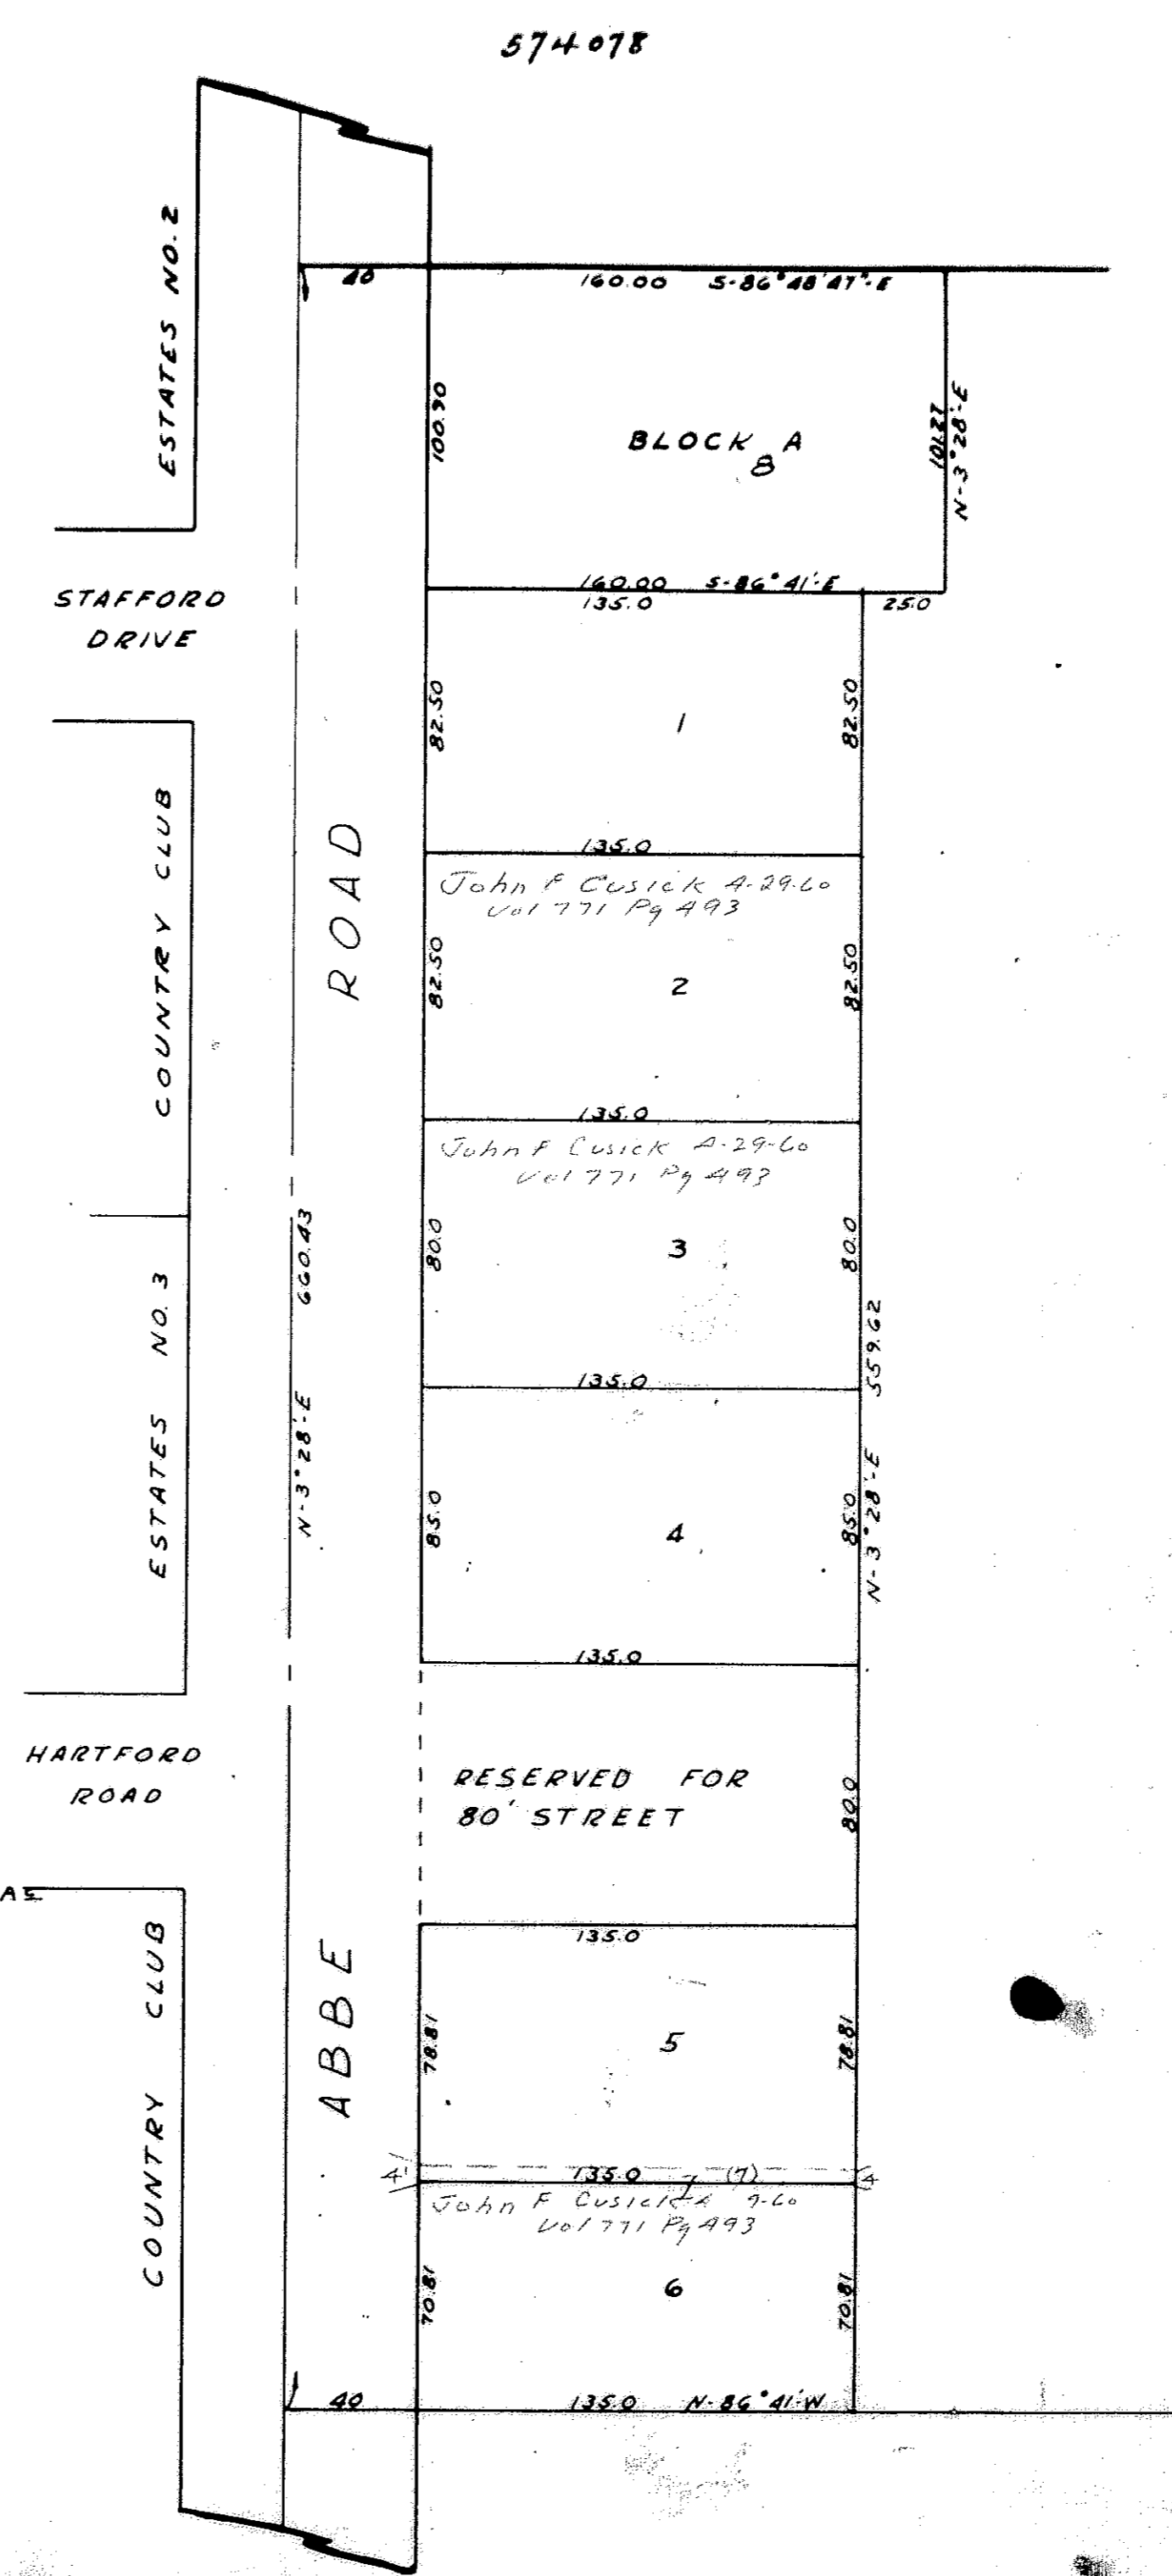 574078
ESTATES NO. 2
40
160.00 S-86°48'47"-E
100.90
BLOCK A
8
101.27
N-3°28'-E
160.00 S-86°41'-E
135.0
25.0
STAFFORD
DRIVE
82.50
1
82.50
135.0
COUNTRY CLUB
ROAD
John F Cusick 4-29-60
Vol 771 Pg 493
82.50
2
82.50
135.0
John F Cusick 4-29-60
Vol 771 Pg 493
80.0
3
80.0
135.0
ESTATES NO. 3
N-3°28'-E 660.43
N-3°28'-E 559.62
85.0
4
85.0
135.0
HARTFORD
ROAD
RESERVED FOR
80' STREET
80.0
135.0
COUNTRY CLUB
ABBE
78.81
5
78.81
4'
135.0
(7)
4
John F Cusick 9-60
Vol 771 Pg 493
70.81
6
70.81
40
135.0 N-86°41'-W